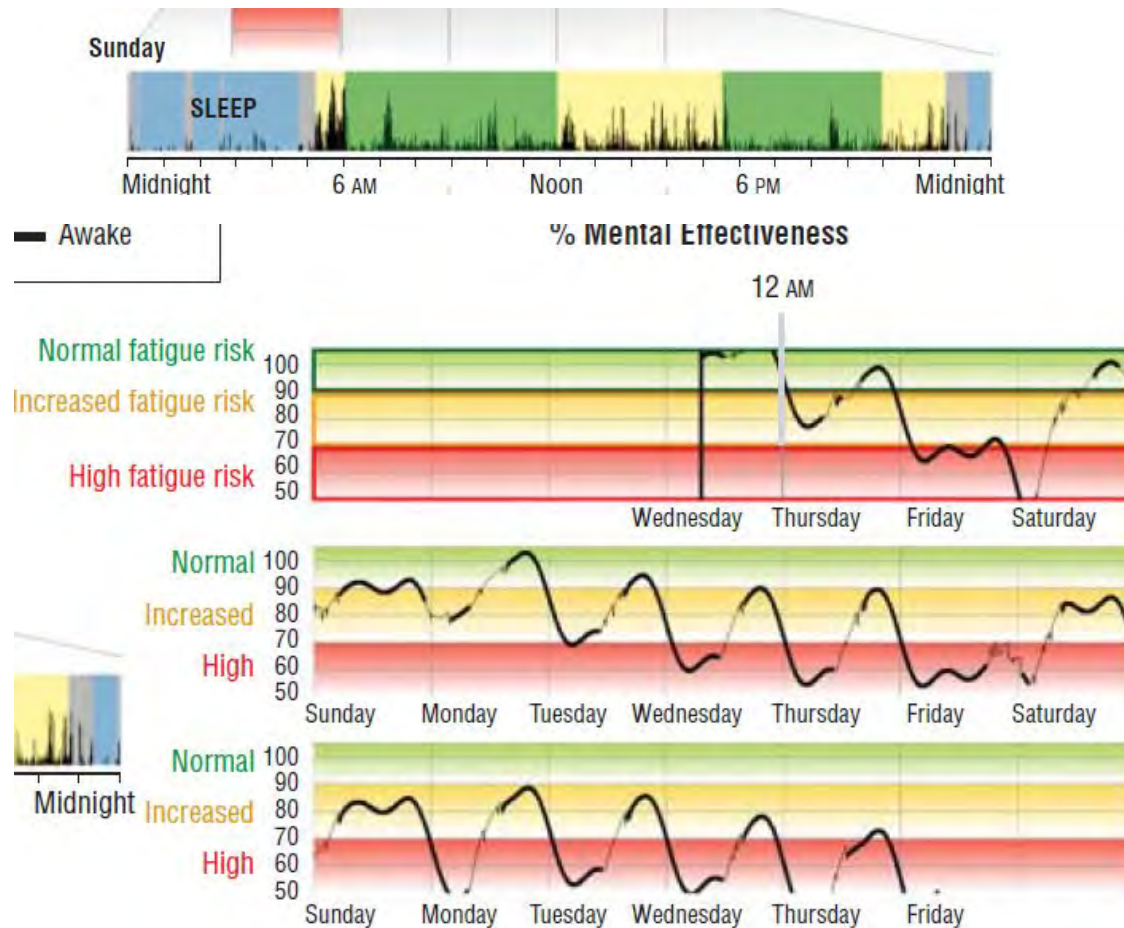 Sunday
SLEEP
Midnight 6 AM Noon 6 PM Midnight
Awake
% Mental Effectiveness
12 AM
Normal fatigue risk
Increased fatigue risk
High fatigue risk
100
90
80
70
60
50
Wednesday Thursday Friday Saturday
Normal
Increased
High
100
90
80
70
60
50
Sunday Monday Tuesday Wednesday Thursday Friday Saturday
Midnight
Normal
Increased
High
100
90
80
70
60
50
Sunday Monday Tuesday Wednesday Thursday Friday